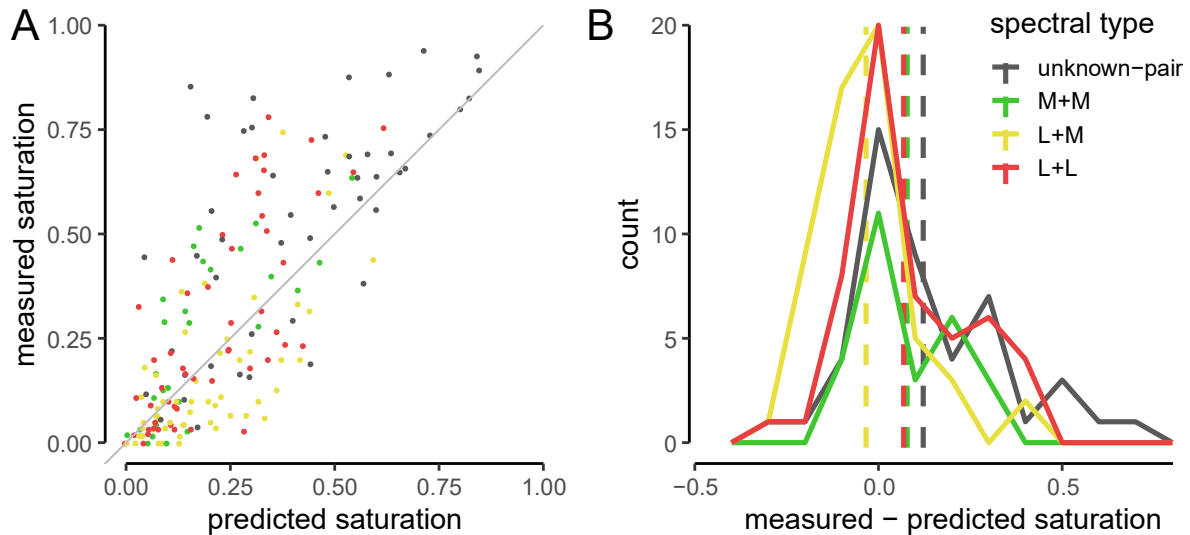 A
1.00
0.75
0.50
0.25
0.00
measured saturation
0.00 0.25 0.50 0.75 1.00
predicted saturation
B
20
15
10
5
0
count
−0.5 0.0 0.5
measured − predicted saturation
spectral type
unknown−pair
M+M
L+M
L+L